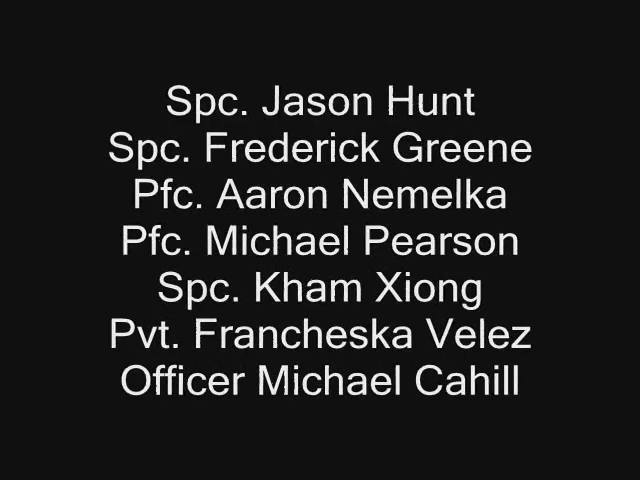 Spc. Jason Hunt
Spc. Frederick Greene
Pfc. Aaron Nemelka
Pfc. Michael Pearson
Spc. Kham Xiong
Pvt. Francheska Velez
Officer Michael Cahill